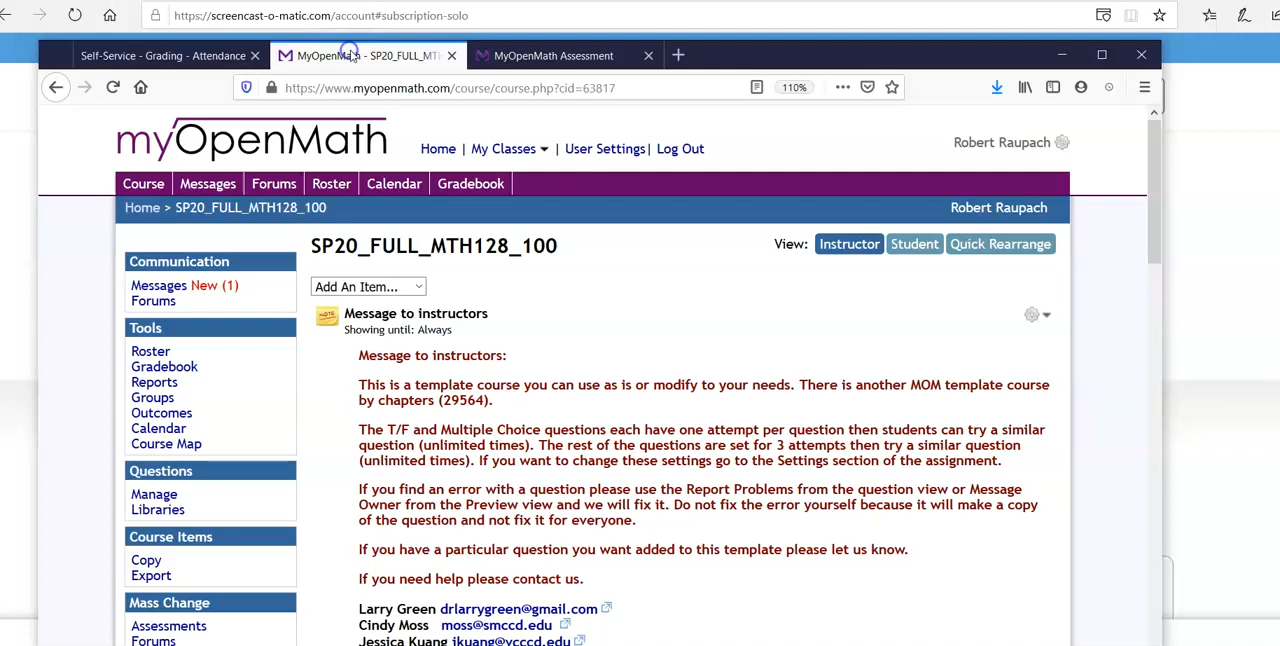 https://screencast-o-matic.com/account#subscription-solo
Self-Service - Grading - Attendance
MyOpenMath - SP20_FULL_MTH
MyOpenMath Assessment
https://www.myopenmath.com/course/course.php?cid=63817
110%
myOpenMath
Home | My Classes | User Settings | Log Out
Robert Raupach
Course Messages Forums Roster Calendar Gradebook
Home > SP20_FULL_MTH128_100
Robert Raupach
SP20_FULL_MTH128_100
View: Instructor Student Quick Rearrange
Communication
Messages New (1)
Forums
Tools
Roster
Gradebook
Reports
Groups
Outcomes
Calendar
Course Map
Questions
Manage
Libraries
Course Items
Copy
Export
Mass Change
Assessments
Forums
Add An Item...
Message to instructors
Showing until: Always
Message to instructors:
This is a template course you can use as is or modify to your needs. There is another MOM template course
by chapters (29564).
The T/F and Multiple Choice questions each have one attempt per question then students can try a similar
question (unlimited times). The rest of the questions are set for 3 attempts then try a similar question
(unlimited times). If you want to change these settings go to the Settings section of the assignment.
If you find an error with a question please use the Report Problems from the question view or Message
Owner from the Preview view and we will fix it. Do not fix the error yourself because it will make a copy
of the question and not fix it for everyone.
If you have a particular question you want added to this template please let us know.
If you need help please contact us.
Larry Green drlarrygreen@gmail.com
Cindy Moss moss@smccd.edu
Jessica Kuang jkuang@vcccd.edu